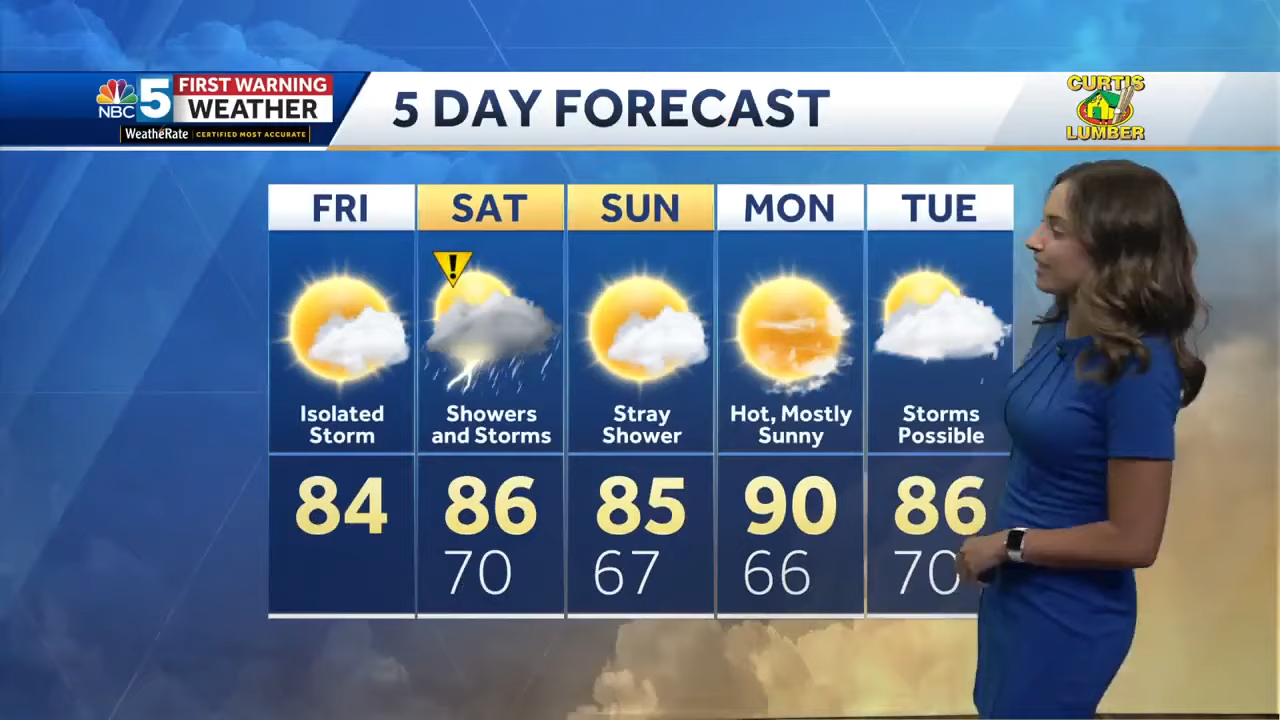 NBC 5 FIRST WARNING
WEATHER
WeatheRate CERTIFIED MOST ACCURATE
5 DAY FORECAST
CURTIS
LUMBER
FRI SAT SUN MON TUE
!
Isolated Storm
Showers and Storms
Stray Shower
Hot, Mostly Sunny
Storms Possible
84 86 85 90 86
70 67 66 70